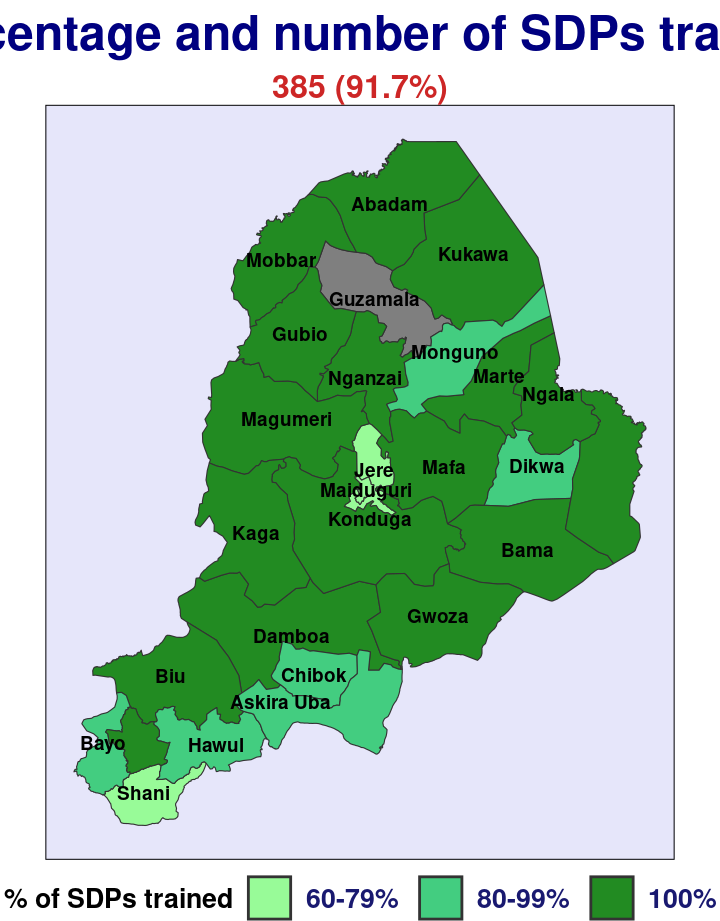 centage and number of SDPs tra
385 (91.7%)
Abadam
Kukawa
Mobbar
Guzamala
Gubio
Monguno
Nganzai
Marte
Ngala
Magumeri
Jere
Mafa
Dikwa
Maiduguri
Konduga
Kaga
Bama
Gwoza
Damboa
Biu
Chibok
Askira Uba
Bayo
Hawul
Shani
% of SDPs trained 60-79% 80-99% 100%